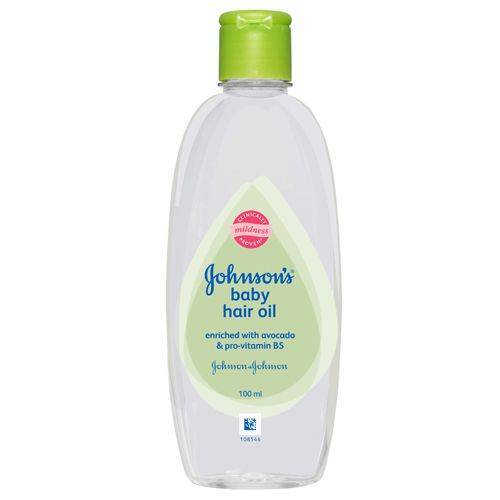 CLINICALLY
mildness
PROVEN
Johnson's®
baby
hair oil
enriched with avocado
& pro-vitamin B5
Johnson & Johnson
100 ml
108546